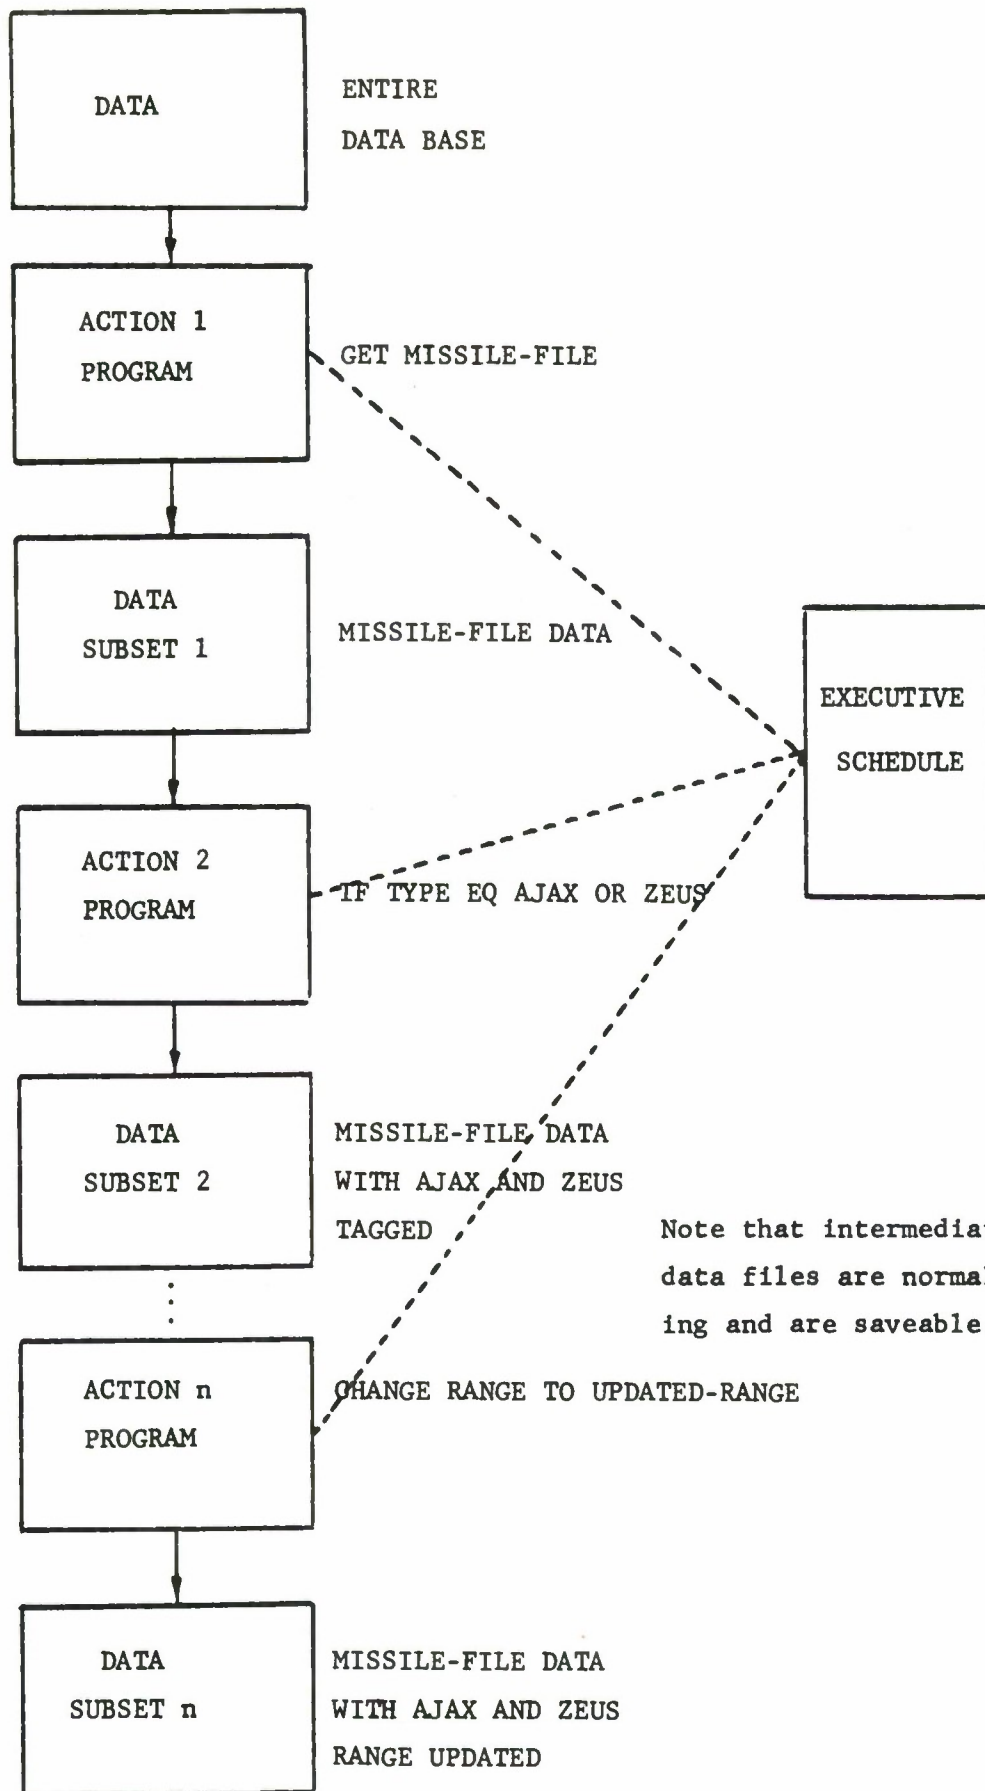 DATA
ENTIRE
DATA BASE
ACTION 1
PROGRAM
GET MISSILE-FILE
DATA
SUBSET 1
MISSILE-FILE DATA
EXECUTIVE
SCHEDULE
ACTION 2
PROGRAM
IF TYPE EQ AJAX OR ZEUS
DATA
SUBSET 2
MISSILE-FILE DATA
WITH AJAX AND ZEUS
TAGGED
Note that intermediat
data files are normal
ing and are saveable
ACTION n
PROGRAM
CHANGE RANGE TO UPDATED-RANGE
DATA
SUBSET n
MISSILE-FILE DATA
WITH AJAX AND ZEUS
RANGE UPDATED